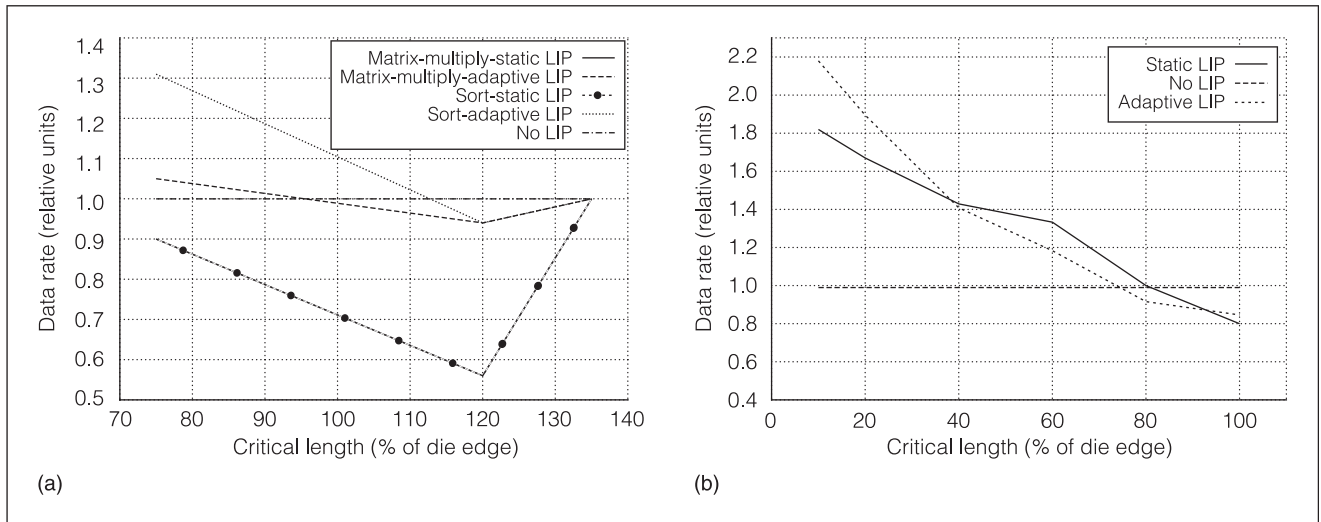 1.4
1.3
1.2
1.1
1.0
0.9
0.8
0.7
0.6
0.5
Data rate (relative units)
Matrix-multiply-static LIP
Matrix-multiply-adaptive LIP
Sort-static LIP
Sort-adaptive LIP
No LIP
70 80 90 100 110 120 130 140
Critical length (% of die edge)
(a)
2.2
2.0
1.8
1.6
1.4
1.2
1.0
0.8
0.6
0.4
Data rate (relative units)
Static LIP
No LIP
Adaptive LIP
0 20 40 60 80 100
Critical length (% of die edge)
(b)